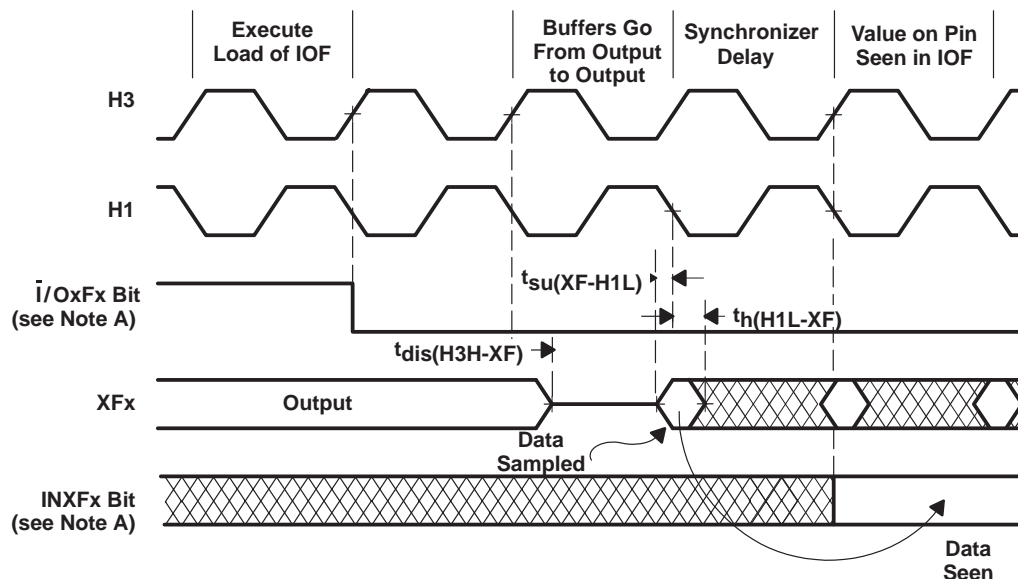 Execute
Load of IOF
Buffers Go
From Output
to Output
Synchronizer
Delay
Value on Pin
Seen in IOF
H3
H1
tsu(XF-H1L)
I̅/OxFx Bit
(see Note A)
th(H1L-XF)
tdis(H3H-XF)
XFx
Output
Data
Sampled
INXFx Bit
(see Note A)
Data
Seen